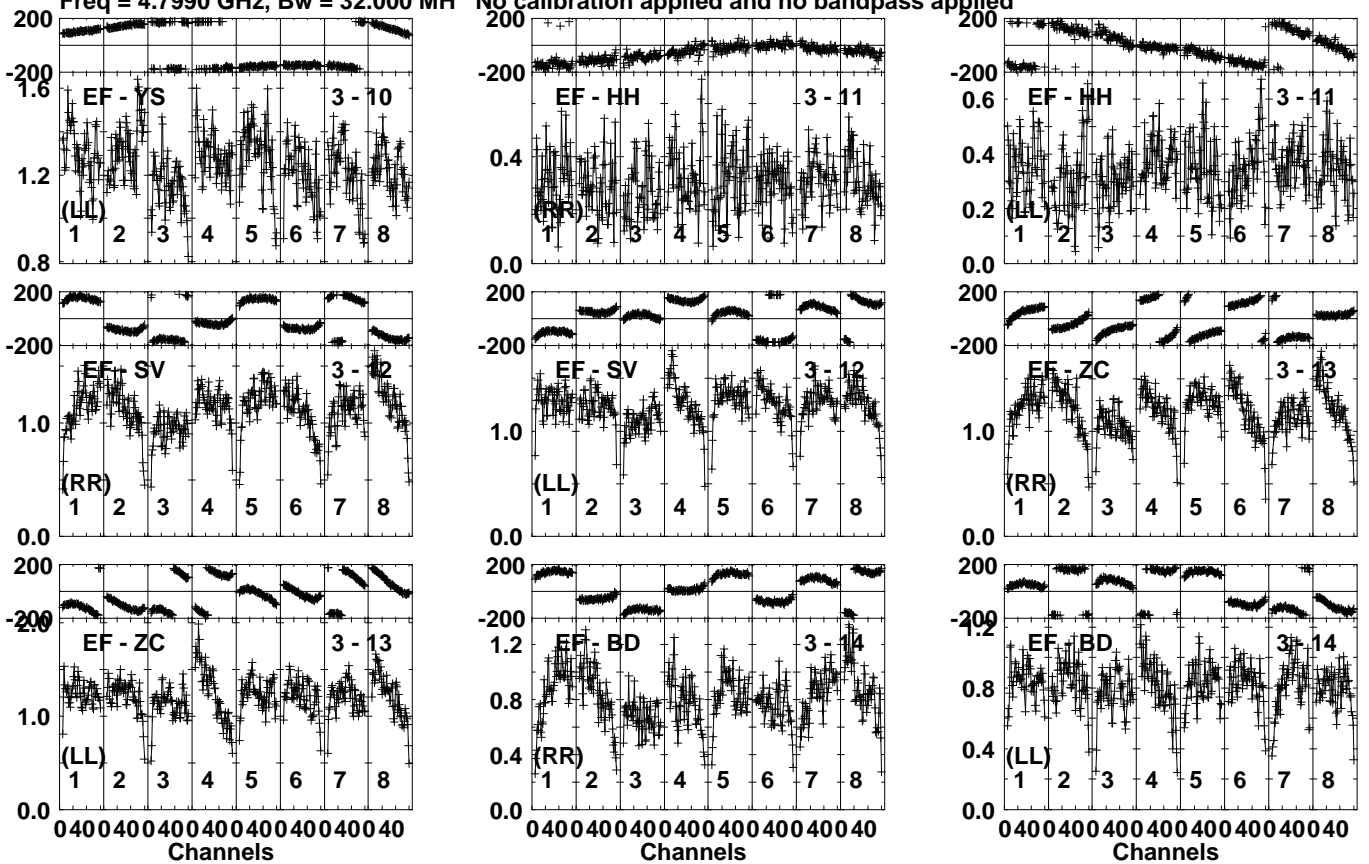 Freq = 4.7990 GHz, Bw = 32.000 MH No calibration applied and no bandpass applied
200 200 200
-200 -200 -200
1.6 EF - YS 3 - 10 EF - HH 3 - 11 0.6 EF - HH 3 - 11
1.2 0.4 0.4
(LL) (RR) 0.2 (LL)
1 2 3 4 5 6 7 8 1 2 3 4 5 6 7 8 1 2 3 4 5 6 7 8
0.8 0.0 0.0
200 200 200
-200 -200 -200
EF - SV 3 - 12 EF - SV 3 - 12 EF - ZC 3 - 13
1.0 1.0 1.0
(RR) (LL) (RR)
1 2 3 4 5 6 7 8 1 2 3 4 5 6 7 8 1 2 3 4 5 6 7 8
0.0 0.0 0.0
200 200 200
-200 -200 -200
2.0 EF - ZC 3 - 13 1.2 EF - BD 3 - 14 1.2 EF - BD 3 - 14
1.0 0.8 0.8
(LL) 0.4 (RR) 0.4 (LL)
1 2 3 4 5 6 7 8 1 2 3 4 5 6 7 8 1 2 3 4 5 6 7 8
0.0 0.0 0.0
0 40 0 40 0 40 0 40 0 40 0 40 0 40 0 40 0 40 0 40 0 40 0 40 0 40 0 40 0 40 0 40 0 40 0 40 0 40 0 40 0 40 0 40 0 40 0 40
Channels Channels Channels